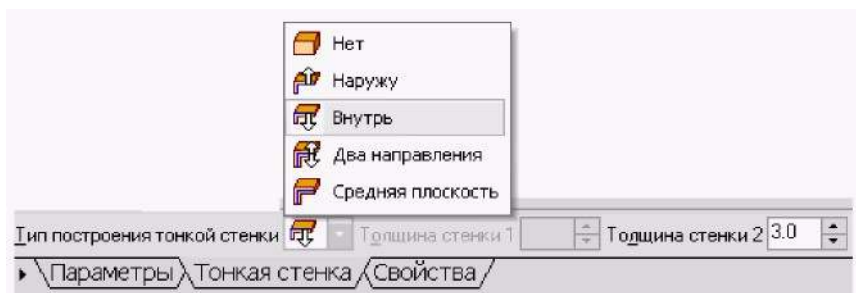 Нет
Наружу
Внутрь
Два направления
Средняя плоскость
Тип построения тонкой стенки Толщина стенки 1 Толщина стенки 2 3.0
Параметры Тонкая стенка Свойства